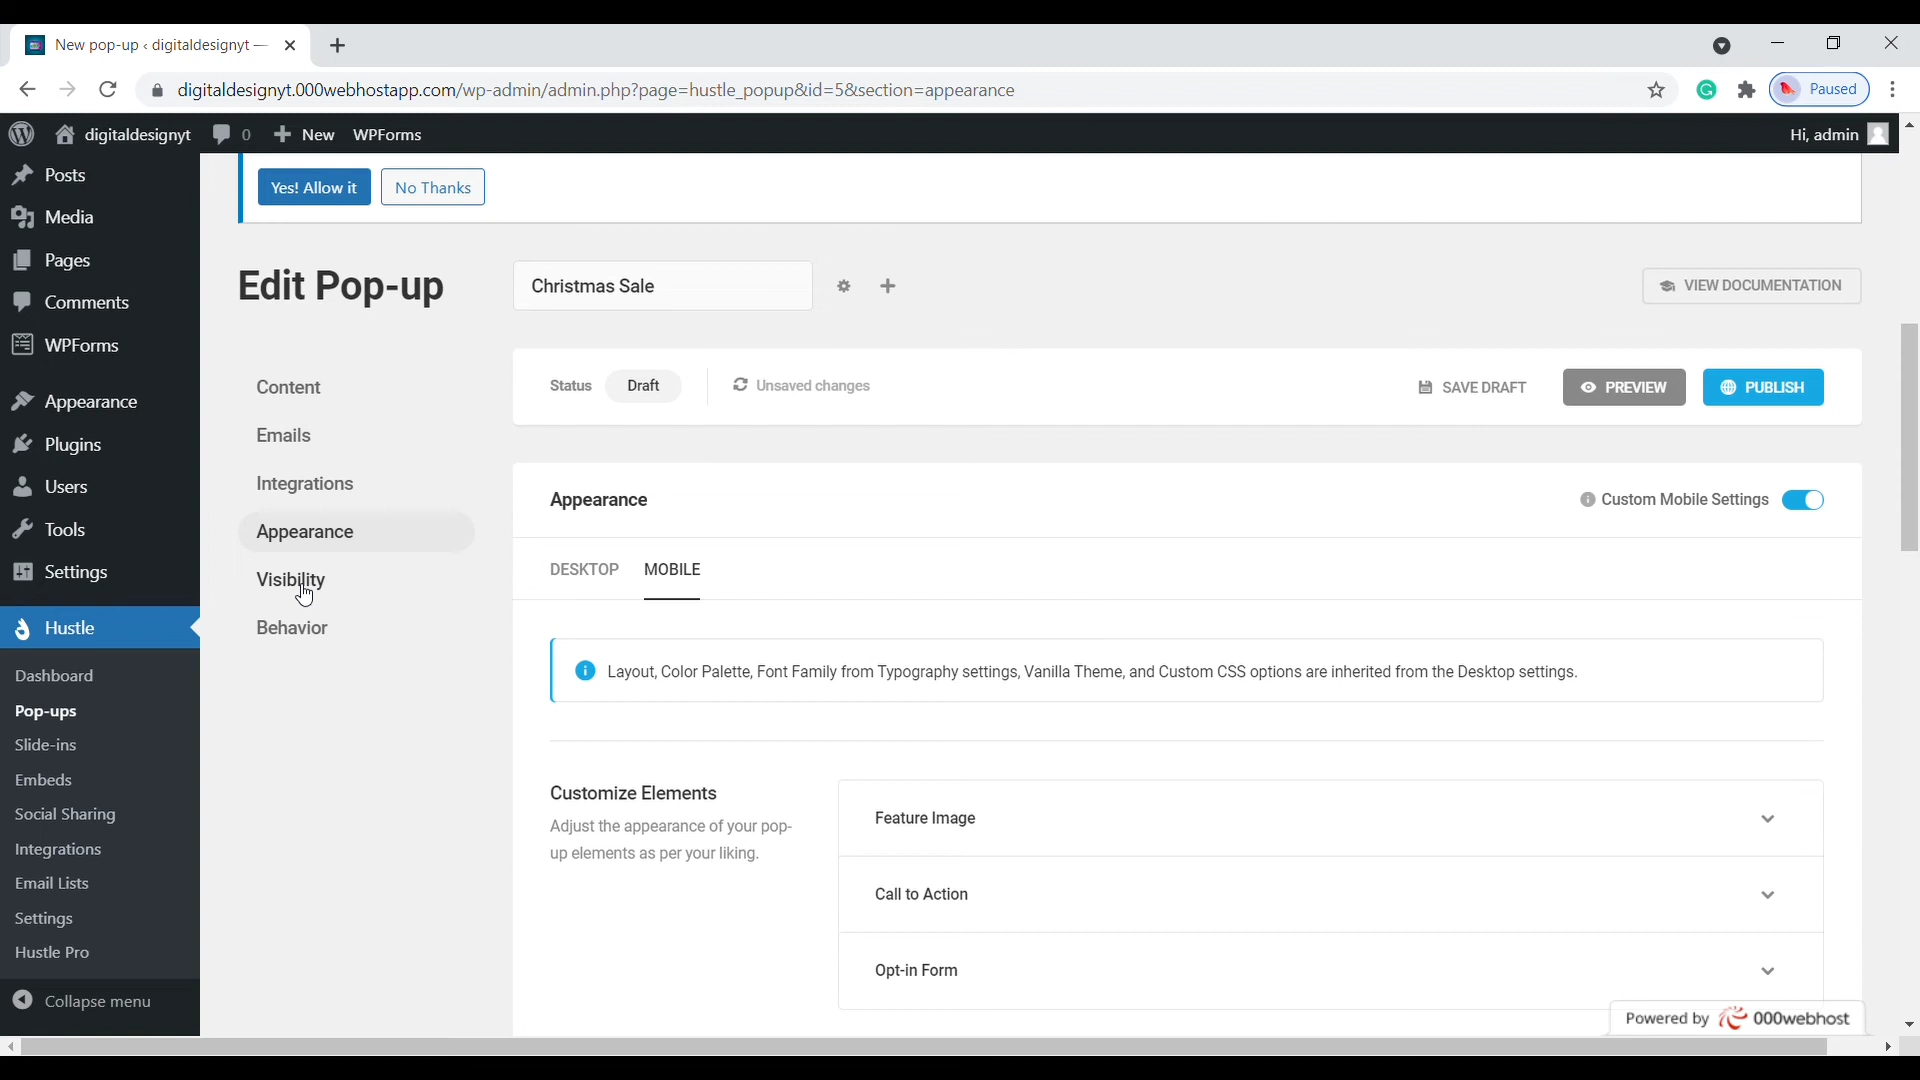 New pop-up ‹ digitaldesignyt —
digitaldesignyt.000webhostapp.com/wp-admin/admin.php?page=hustle_popup&id=5&section=appearance
Paused
digitaldesignyt 0 New WPForms
Hi, admin
Posts
Media
Pages
Comments
WPForms
Appearance
Plugins
Users
Tools
Settings
Hustle
Dashboard
Pop-ups
Slide-ins
Embeds
Social Sharing
Integrations
Email Lists
Settings
Hustle Pro
Collapse menu
Yes! Allow it
No Thanks
Edit Pop-up
Christmas Sale
VIEW DOCUMENTATION
Content
Emails
Integrations
Appearance
Visibility
Behavior
Status Draft
Unsaved changes
SAVE DRAFT
PREVIEW
PUBLISH
Appearance
Custom Mobile Settings
DESKTOP MOBILE
Layout, Color Palette, Font Family from Typography settings, Vanilla Theme, and Custom CSS options are inherited from the Desktop settings.
Customize Elements
Adjust the appearance of your pop-
up elements as per your liking.
Feature Image
Call to Action
Opt-in Form
Powered by 000webhost